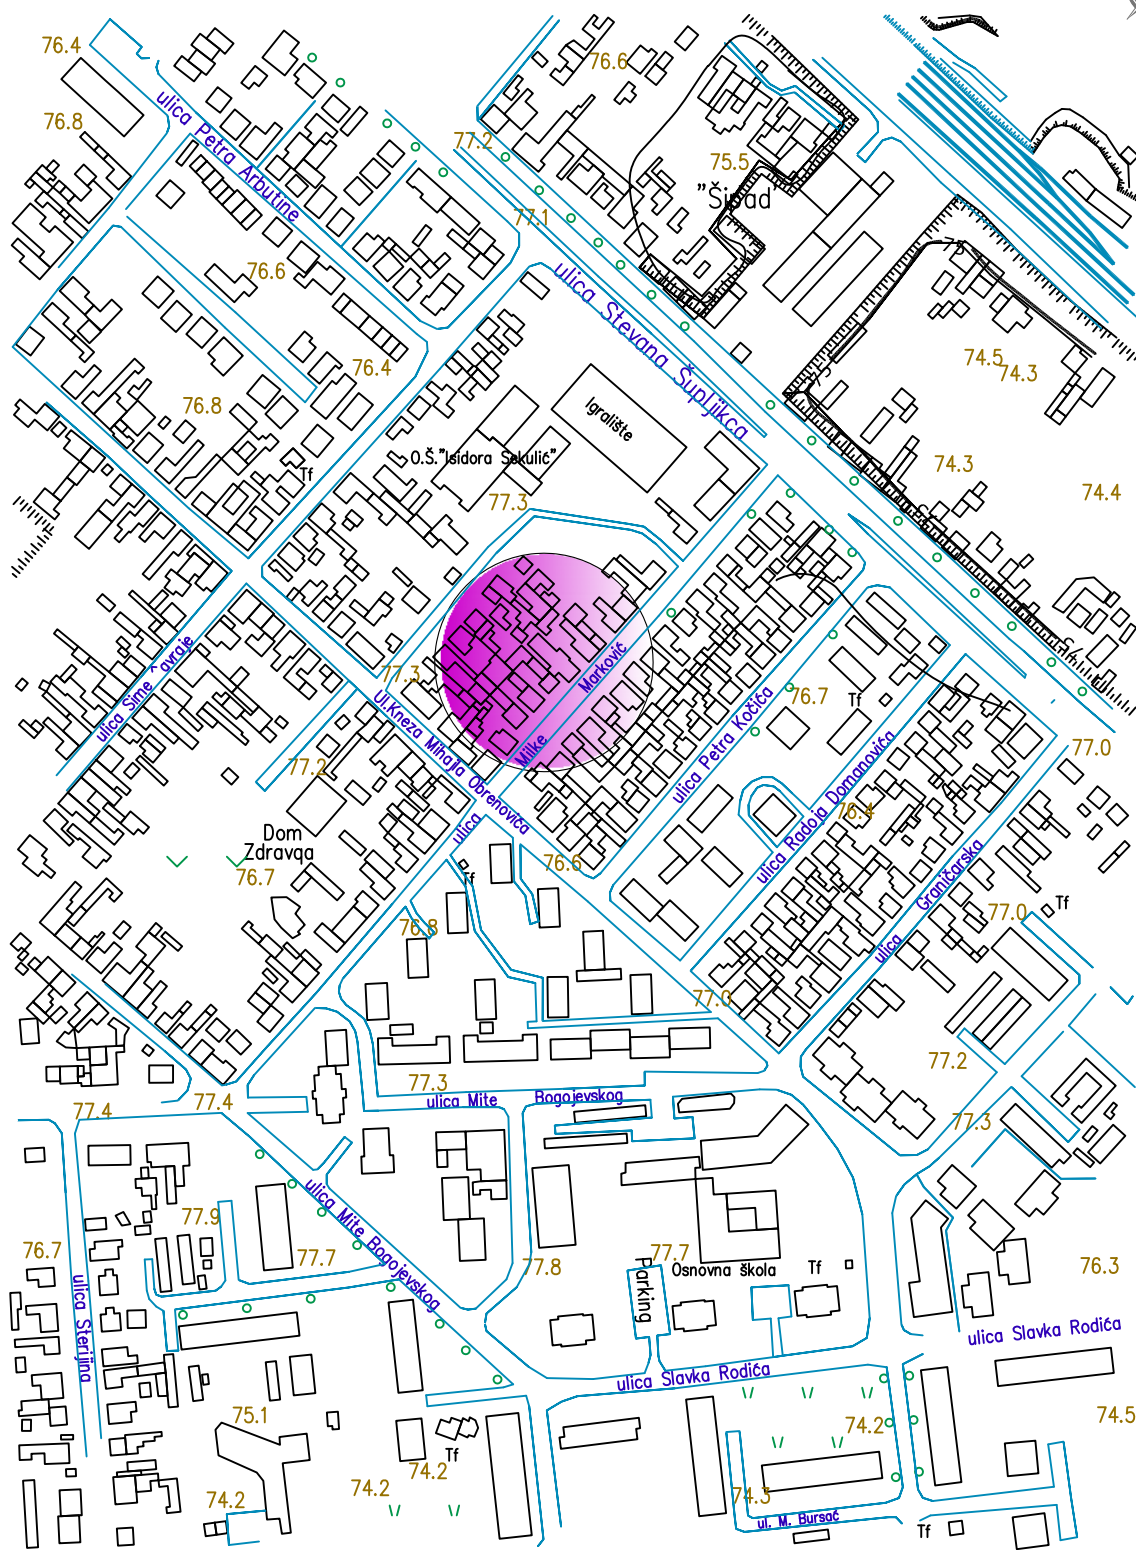 76.4
76.6
76.8
ulica Petra Arbutine
77.2
75.5
"Šipad"
77.1
75
76.6
ulica Stevana Šupljikca
74.5
74.3
76.4
75
76.8
Igralište
O.Š."Isidora Sekulić"
74.3
Tf
77.3
74.4
ulica Šime
77.3
Marković
76.7
Tf
Ul.Kneza Mihajla Obrenovića
ulica Petra Kočića
77.0
Milke
77.2
ulica Radoja Domanovića
76.4
ulica
Dom
Zdravqa
76.7
76.6
Tf
ulica Graničarska
77.0
Tf
76.8
77.0
77.2
77.3
77.4
77.4
ulica Mite Bogojevskog
77.3
ulica Mite Bogojevskog
77.9
76.7
77.7
77.8
77.7
Osnovna škola
Tf
76.3
Parking
ulica Sterijina
ulica Slavka Rodića
ulica Slavka Rodića
75.1
74.2
74.5
Tf
74.2
74.2
74.2
74.3
ul. M. Bursać
Tf